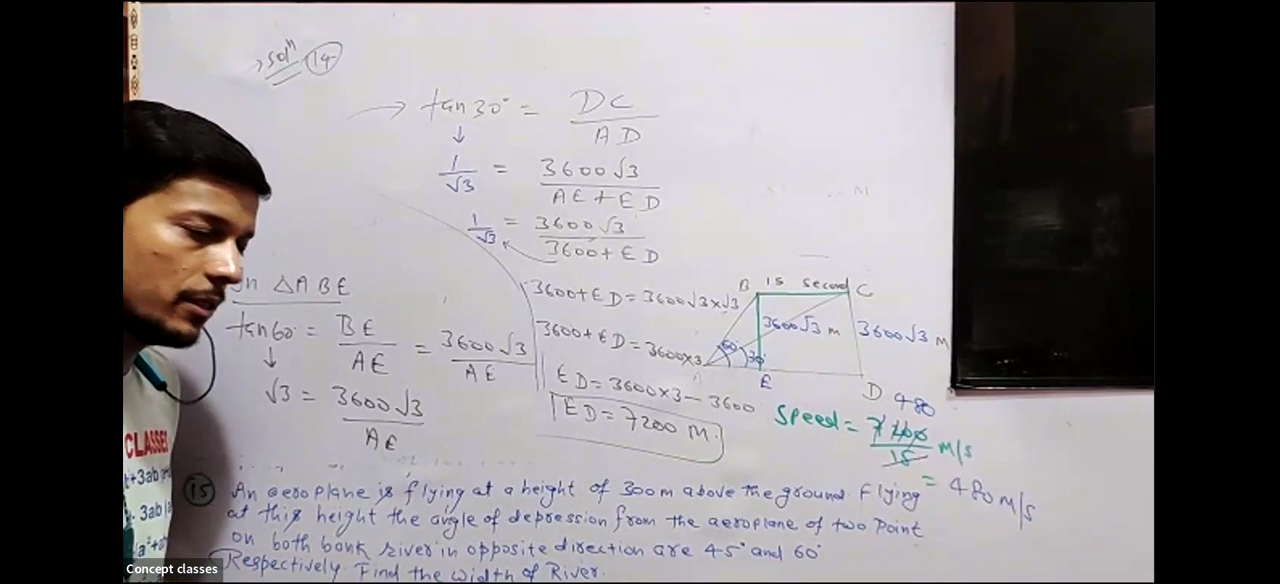 Solⁿ 14
tan 30° = DC / AD
1/√3 = 3600√3 / AE + ED
1/√3 = 3600√3 / 3600 + ED
3600 + ED = 3600√3 × √3
3600 + ED = 3600 × 3
ED = 3600 × 3 - 3600
ED = 7200 M.
In △ABE
tan 60° = BE / AE = 3600√3 / AE
√3 = 3600√3 / AE
B 15 second C
3600√3 m
3600√3 M
60° 30°
A E D
480
Speed = 7200 / 15 M/s
= 480 M/s
15 An aeroplane is flying at a height of 300m above the ground Flying
at this height the angle of depression from the aeroplane of two Point
on both bank river in opposite direction are 45° and 60°
Respectively. Find the width of River.
CLASSES
+3ab
3ab
Concept classes